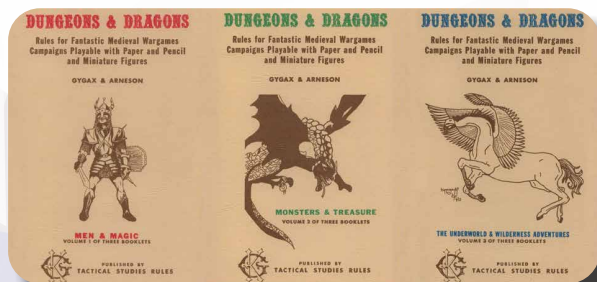 DUNGEONS & DRAGONS
Rules for Fantastic Medieval Wargames
Campaigns Playable with Paper and Pencil
and Miniature Figures
GYGAX & ARNESON
MEN & MAGIC
VOLUME 1 OF THREE BOOKLETS
PUBLISHED BY
TACTICAL STUDIES RULES
DUNGEONS & DRAGONS
Rules for Fantastic Medieval Wargames
Campaigns Playable with Paper and Pencil
and Miniature Figures
GYGAX & ARNESON
MONSTERS & TREASURE
VOLUME 2 OF THREE BOOKLETS
PUBLISHED BY
TACTICAL STUDIES RULES
DUNGEONS & DRAGONS
Rules for Fantastic Medieval Wargames
Campaigns Playable with Paper and Pencil
and Miniature Figures
GYGAX & ARNESON
THE UNDERWORLD & WILDERNESS ADVENTURES
VOLUME 3 OF THREE BOOKLETS
PUBLISHED BY
TACTICAL STUDIES RULES